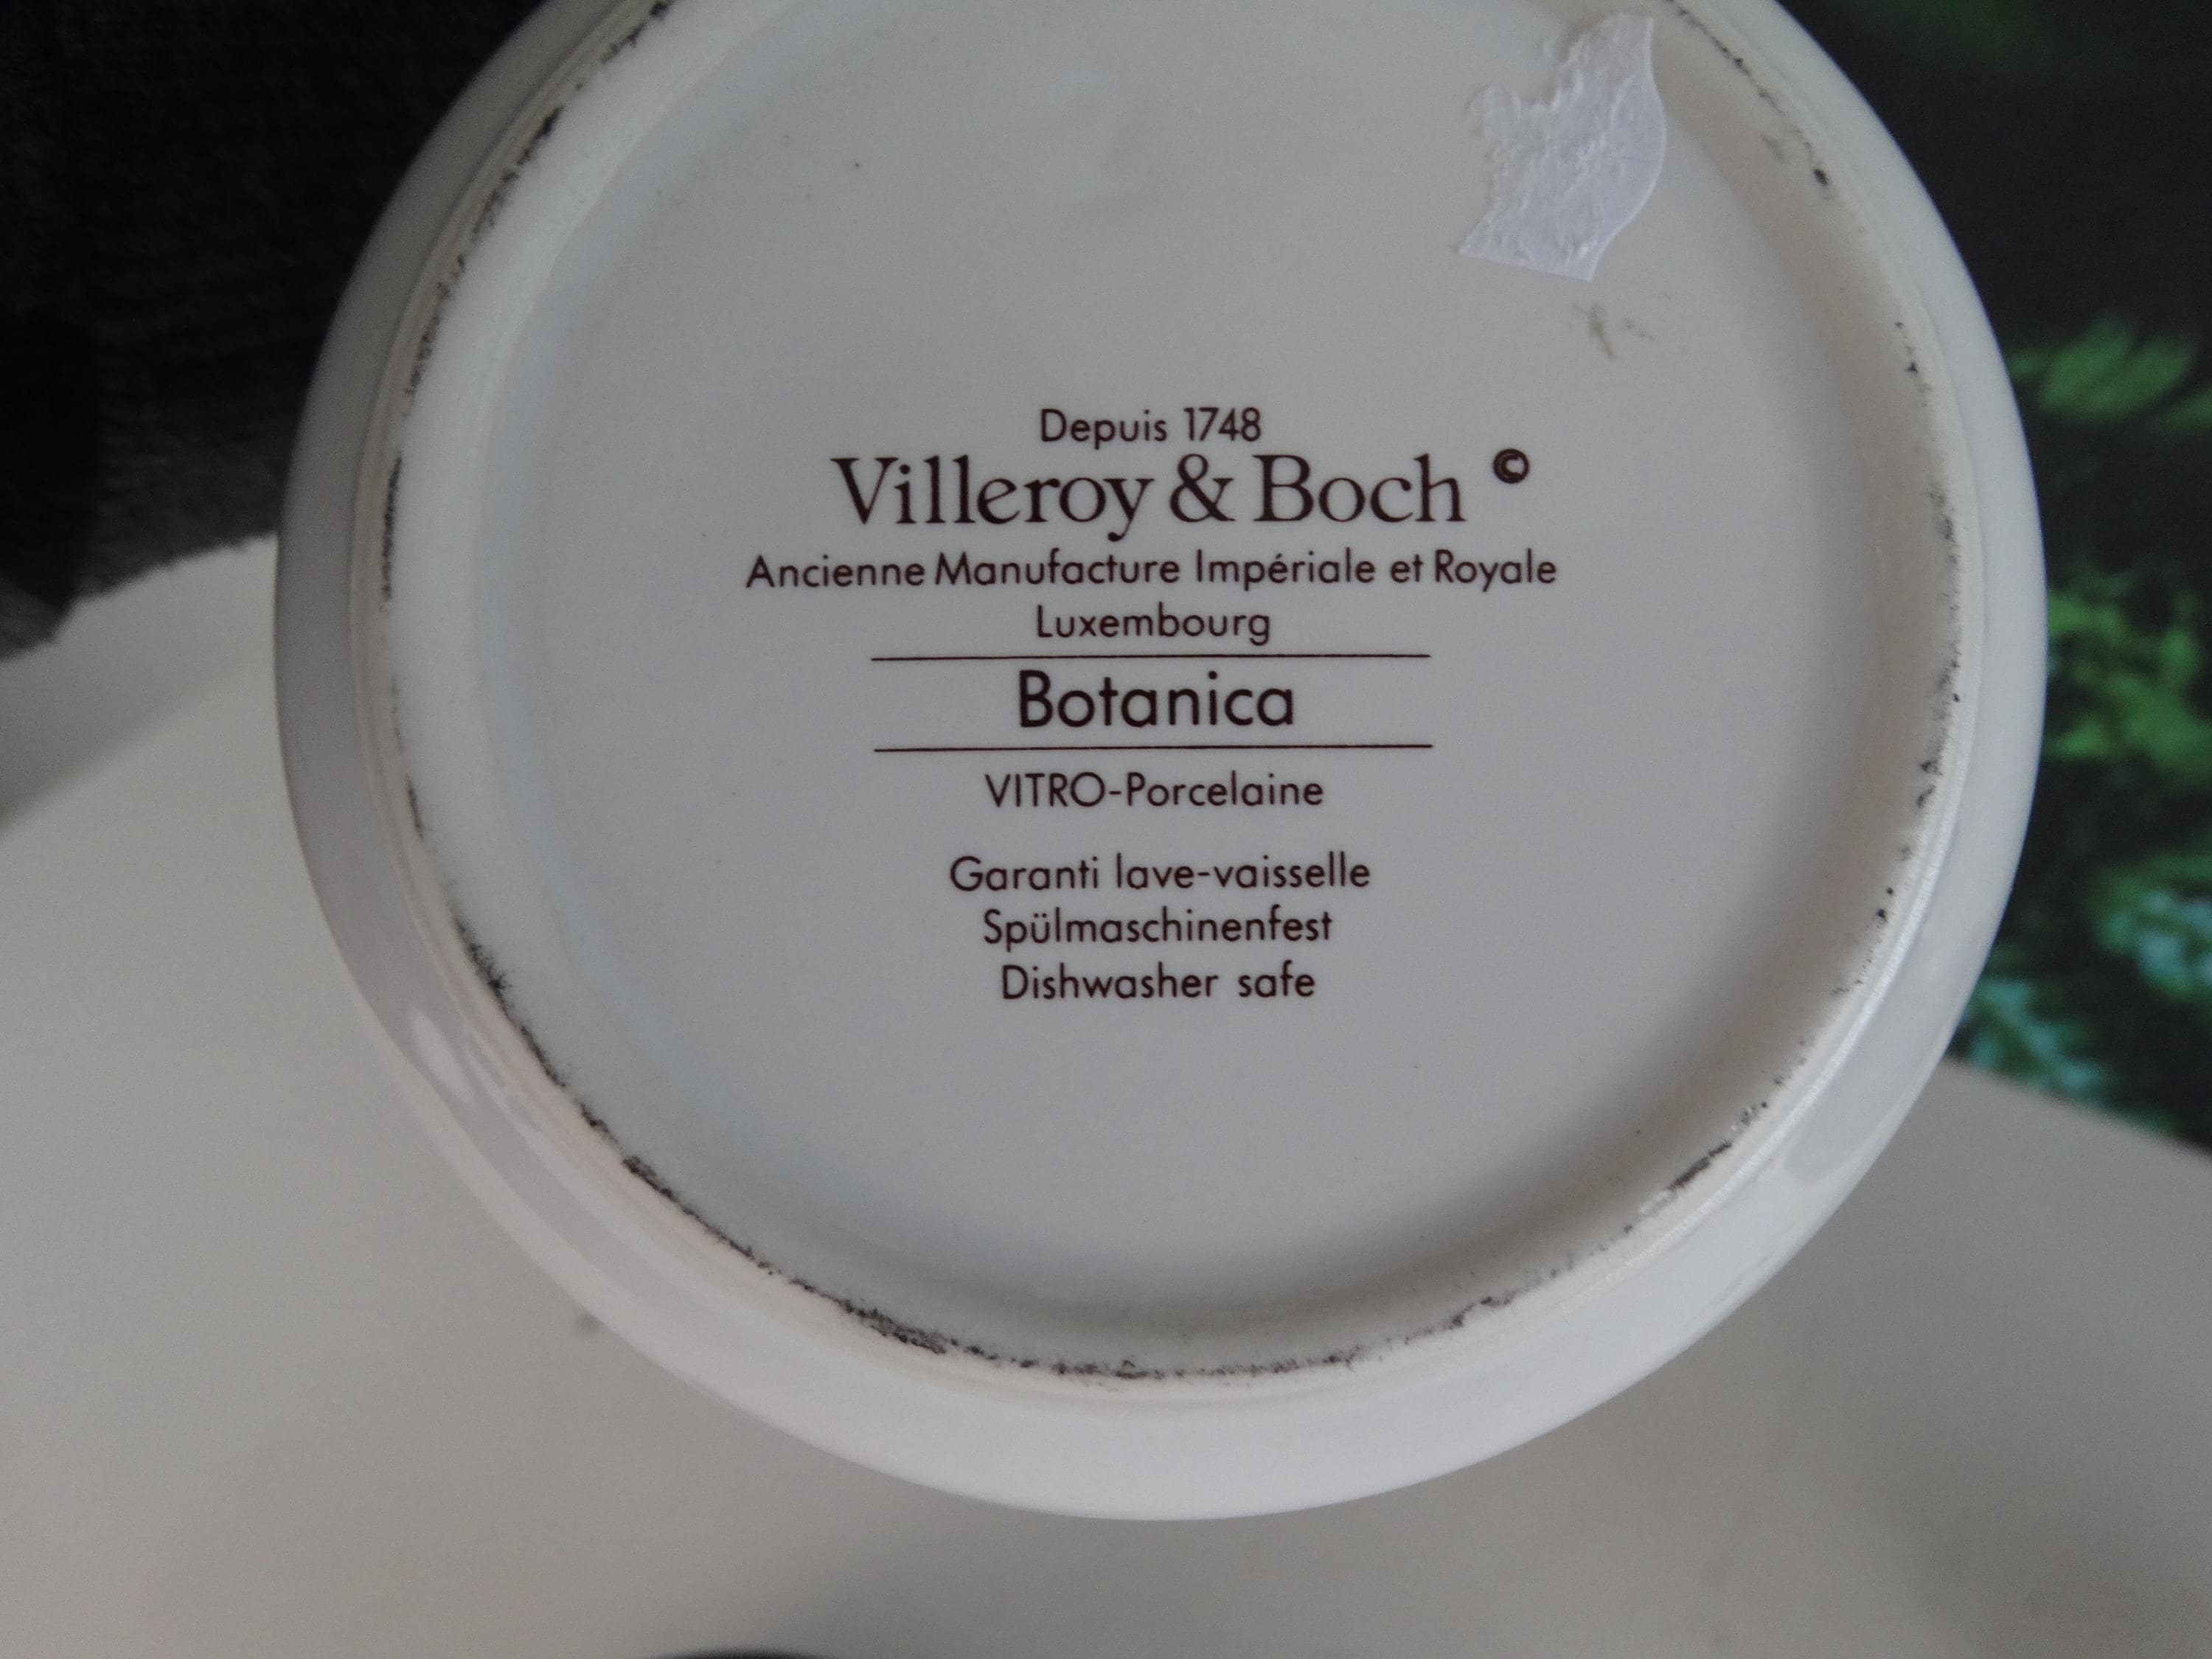 Depuis 1748
Villeroy & Boch ©
Ancienne Manufacture Impériale et Royale
Luxembourg
Botanica
VITRO-Porcelaine
Garanti lave-vaisselle
Spülmaschinenfest
Dishwasher safe